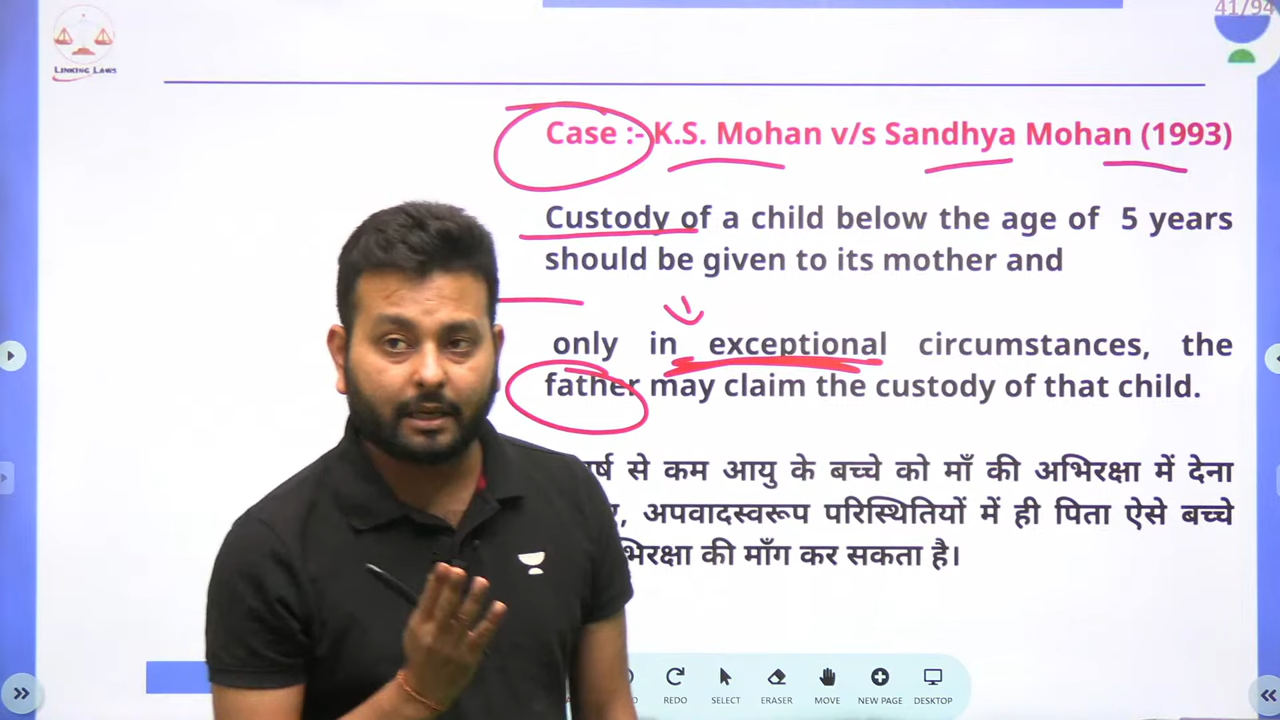 41/94
LINKING LAWS
Case :- K.S. Mohan v/s Sandhya Mohan (1993)
Custody of a child below the age of 5 years
should be given to its mother and
only in exceptional circumstances, the
father may claim the custody of that child.
से कम आयु के बच्चे को माँ की अभिरक्षा में देना
अपवादस्वरूप परिस्थितियों में ही पिता ऐसे बच्चे
की माँग कर सकता है।
REDO SELECT ERASER MOVE NEW PAGE DESKTOP